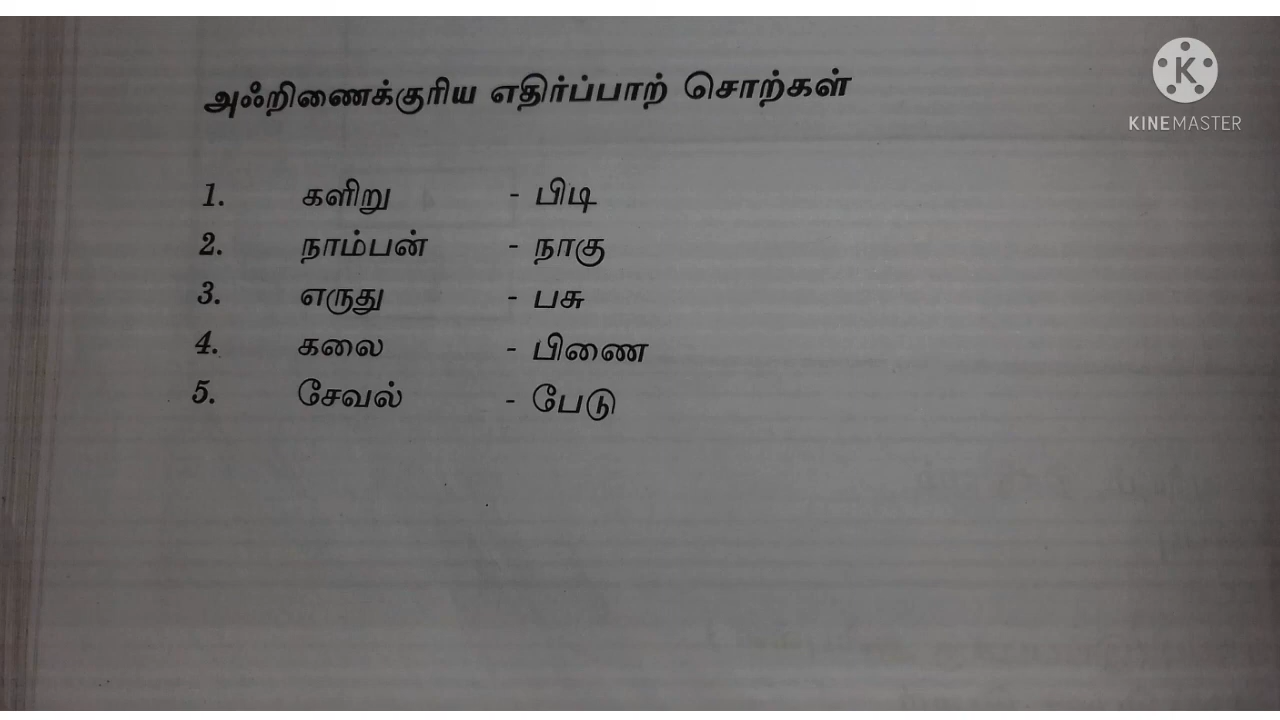 அஃறிணைக்குரிய எதிர்ப்பாற் சொற்கள்
K
KINEMASTER
1. களிறு - பிடி
2. நாம்பன் - நாகு
3. எருது - பசு
4. கலை - பிணை
5. சேவல் - பேடு